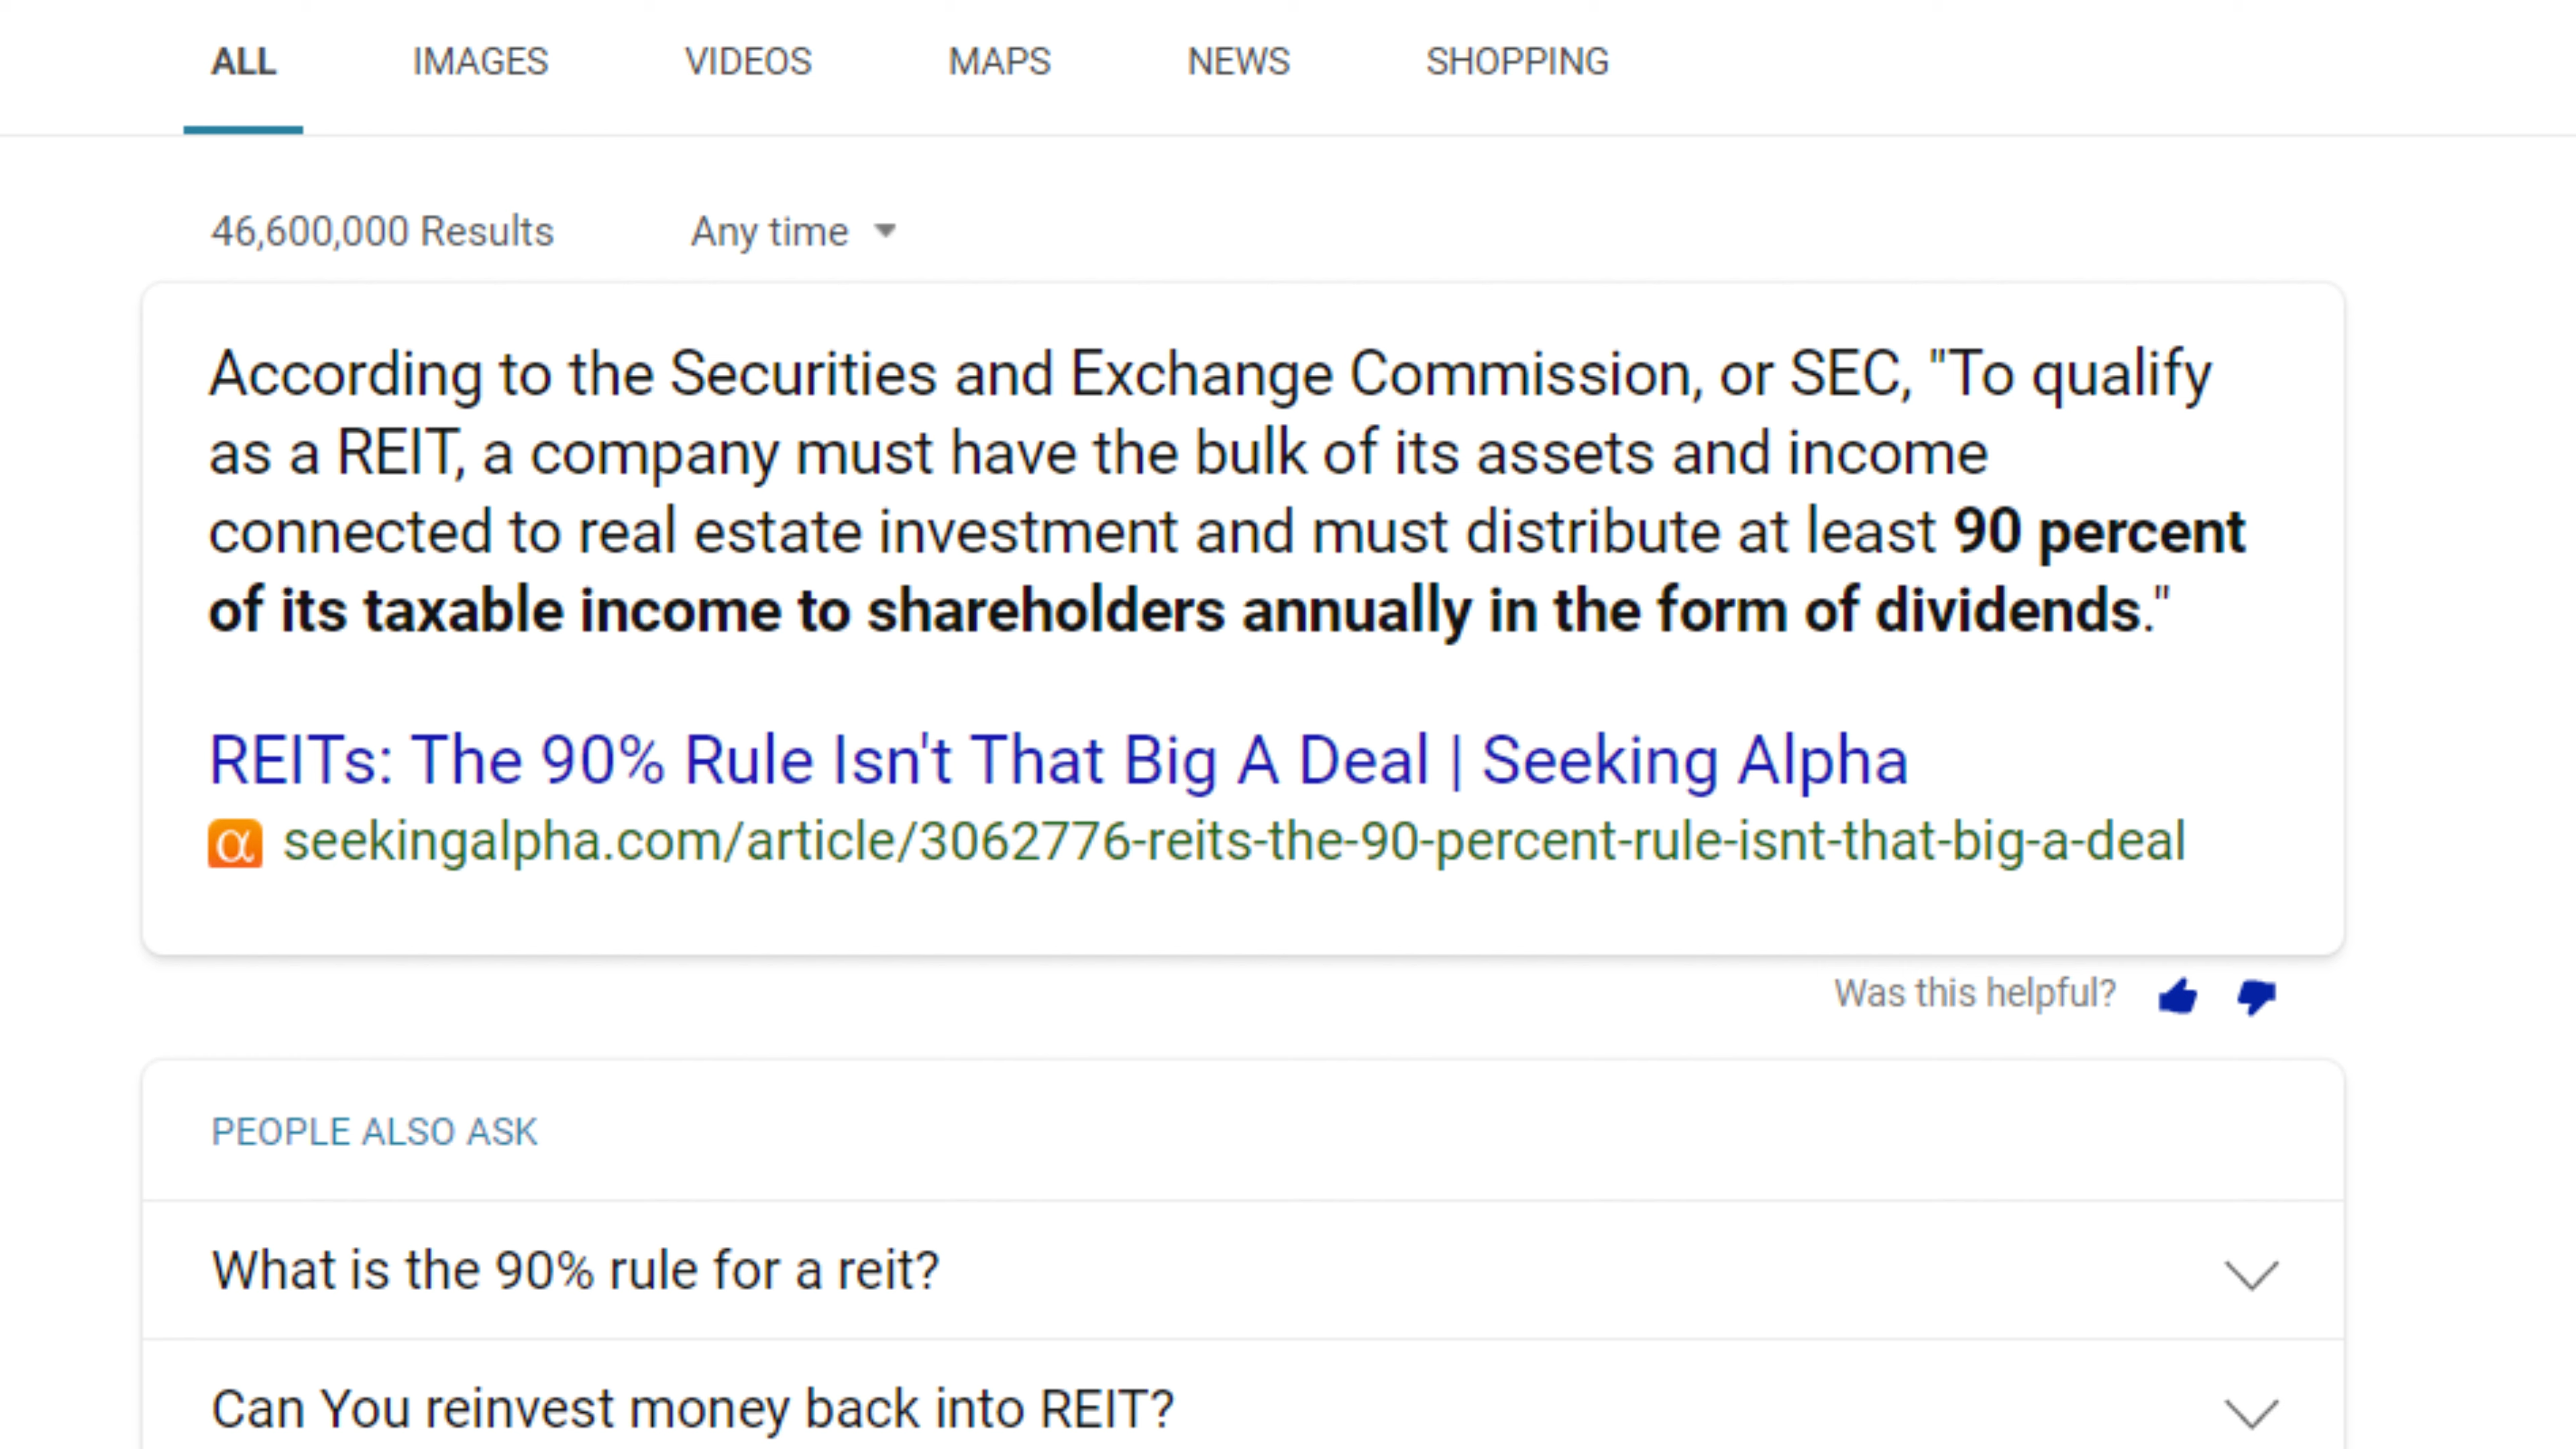 ALL IMAGES VIDEOS MAPS NEWS SHOPPING
46,600,000 Results Any time
According to the Securities and Exchange Commission, or SEC, "To qualify
as a REIT, a company must have the bulk of its assets and income
connected to real estate investment and must distribute at least 90 percent
of its taxable income to shareholders annually in the form of dividends."
REITs: The 90% Rule Isn't That Big A Deal | Seeking Alpha
α seekingalpha.com/article/3062776-reits-the-90-percent-rule-isnt-that-big-a-deal
Was this helpful?
PEOPLE ALSO ASK
What is the 90% rule for a reit?
Can You reinvest money back into REIT?